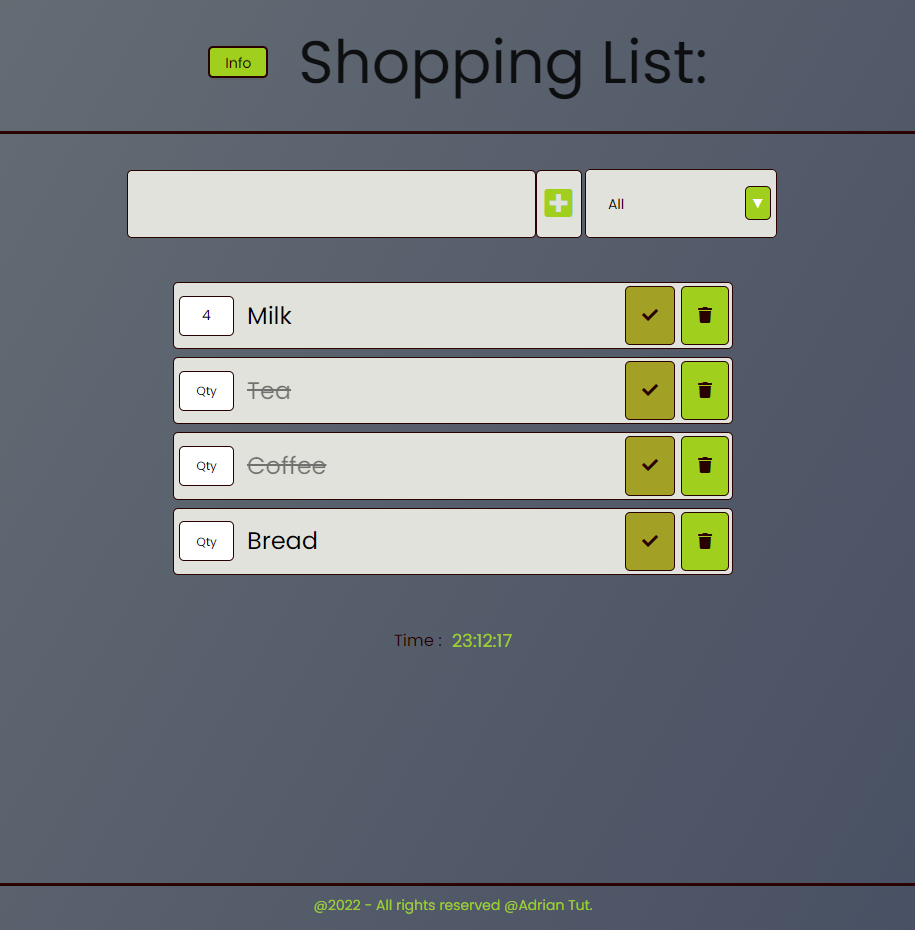 Info
Shopping List:
All
4
Milk
Qty
Tea
Qty
Coffee
Qty
Bread
Time : 23:12:17
@2022 - All rights reserved @Adrian Tut.